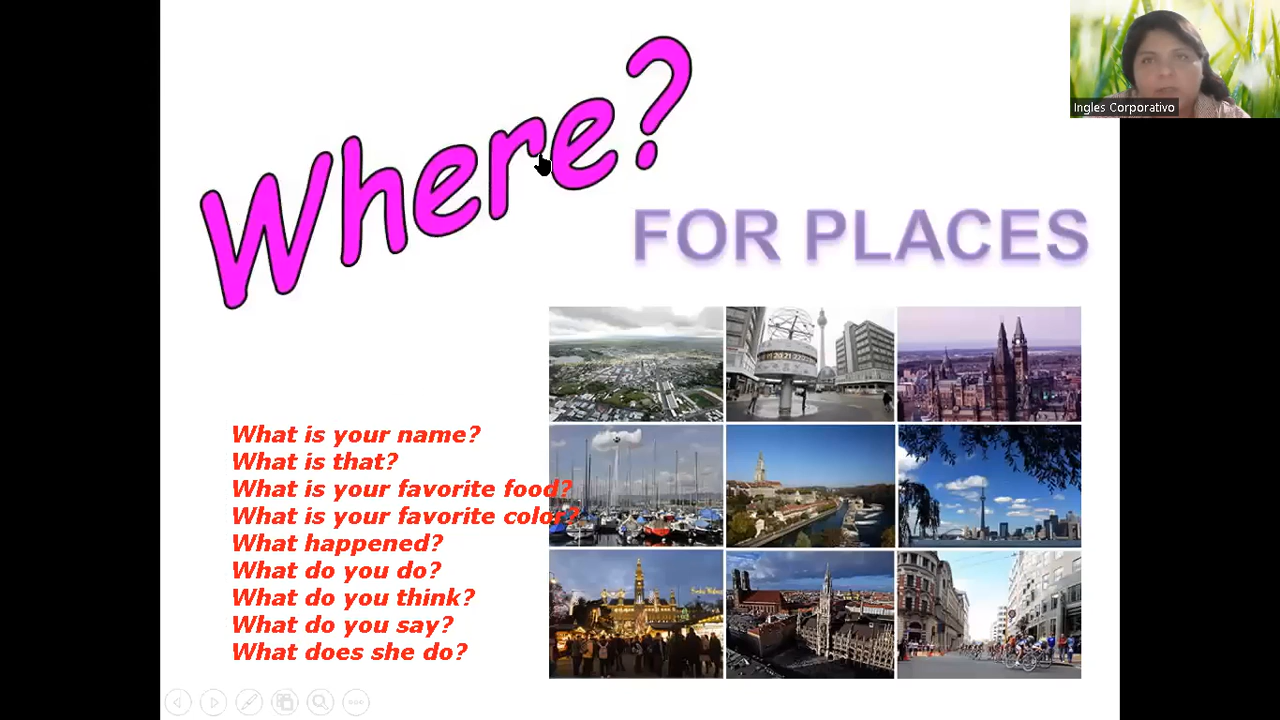 Ingles Corporativo
Where?
FOR PLACES
What is your name?
What is that?
What is your favorite food?
What is your favorite color?
What happened?
What do you do?
What do you think?
What do you say?
What does she do?